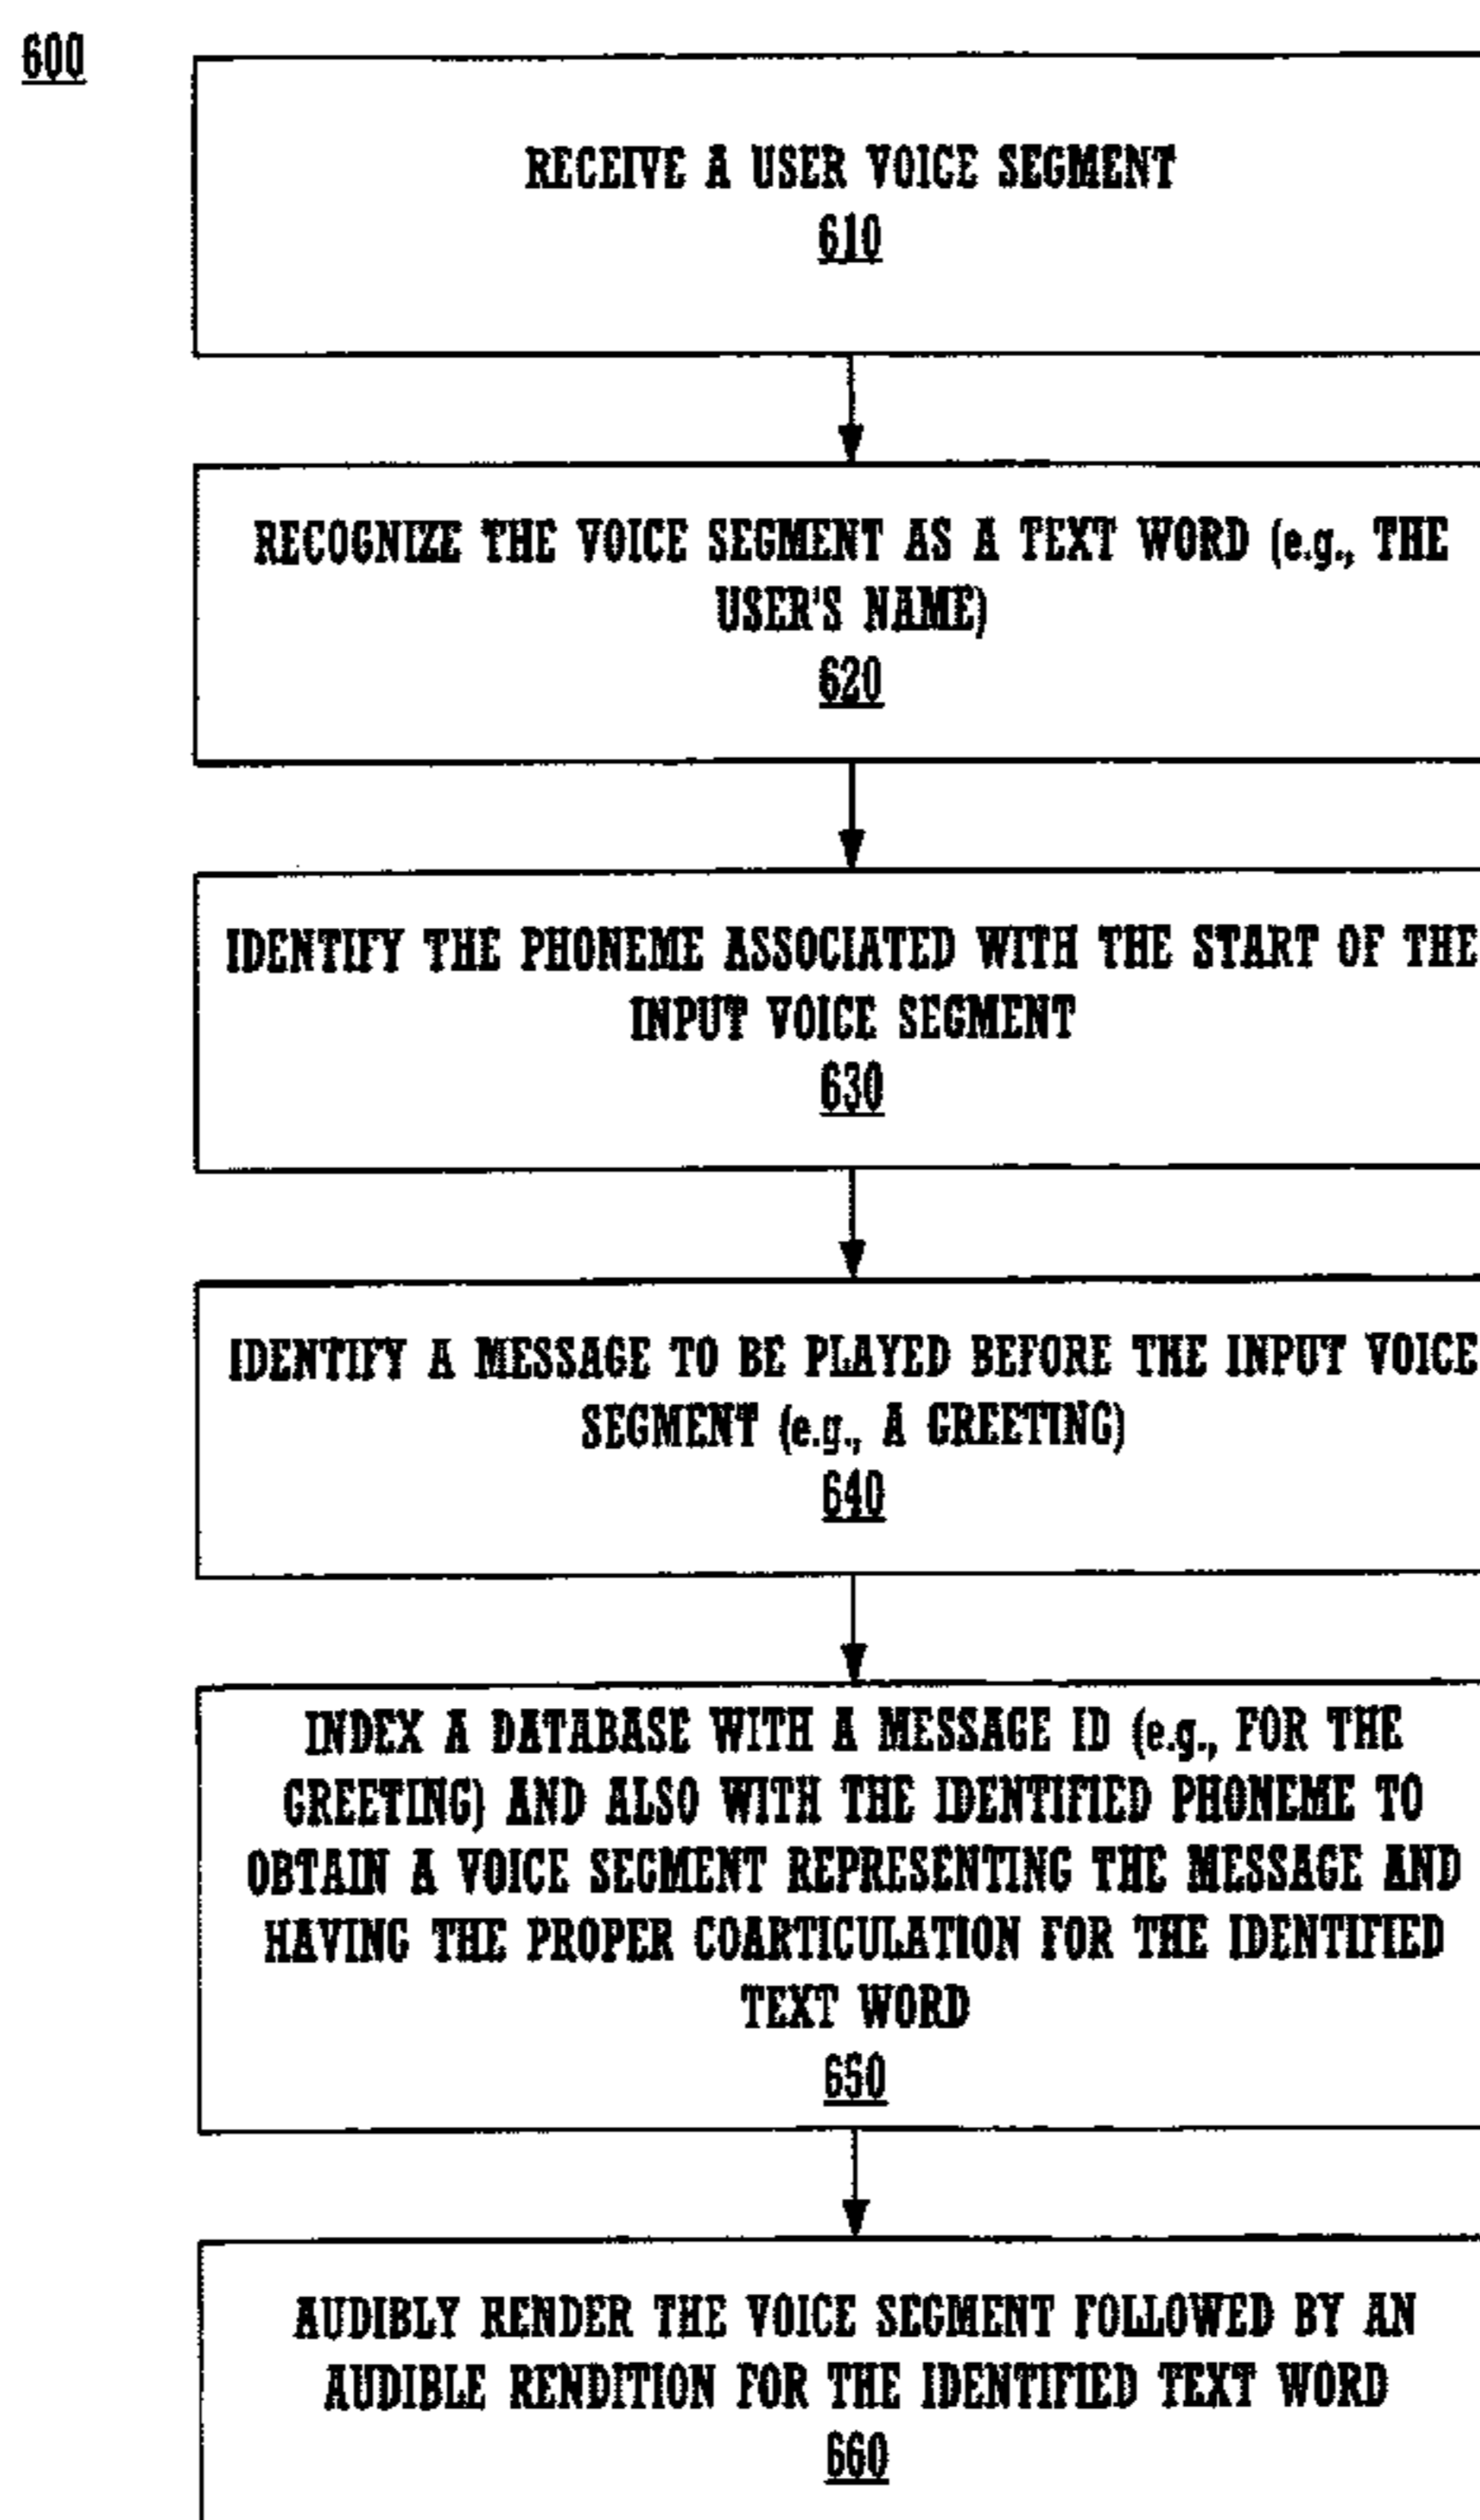 600
RECEIVE A USER VOICE SEGMENT
610
RECOGNIZE THE VOICE SEGMENT AS A TEXT WORD (e.g., THE
USER'S NAME)
620
IDENTIFY THE PHONEME ASSOCIATED WITH THE START OF THE
INPUT VOICE SEGMENT
630
IDENTIFY A MESSAGE TO BE PLAYED BEFORE THE INPUT VOICE
SEGMENT (e.g., A GREETING)
640
INDEX A DATABASE WITH A MESSAGE ID (e.g., FOR THE
GREETING) AND ALSO WITH THE IDENTIFIED PHONEME TO
OBTAIN A VOICE SEGMENT REPRESENTING THE MESSAGE AND
HAVING THE PROPER COARTICULATION FOR THE IDENTIFIED
TEXT WORD
650
AUDIBLY RENDER THE VOICE SEGMENT FOLLOWED BY AN
AUDIBLE RENDITION FOR THE IDENTIFIED TEXT WORD
660